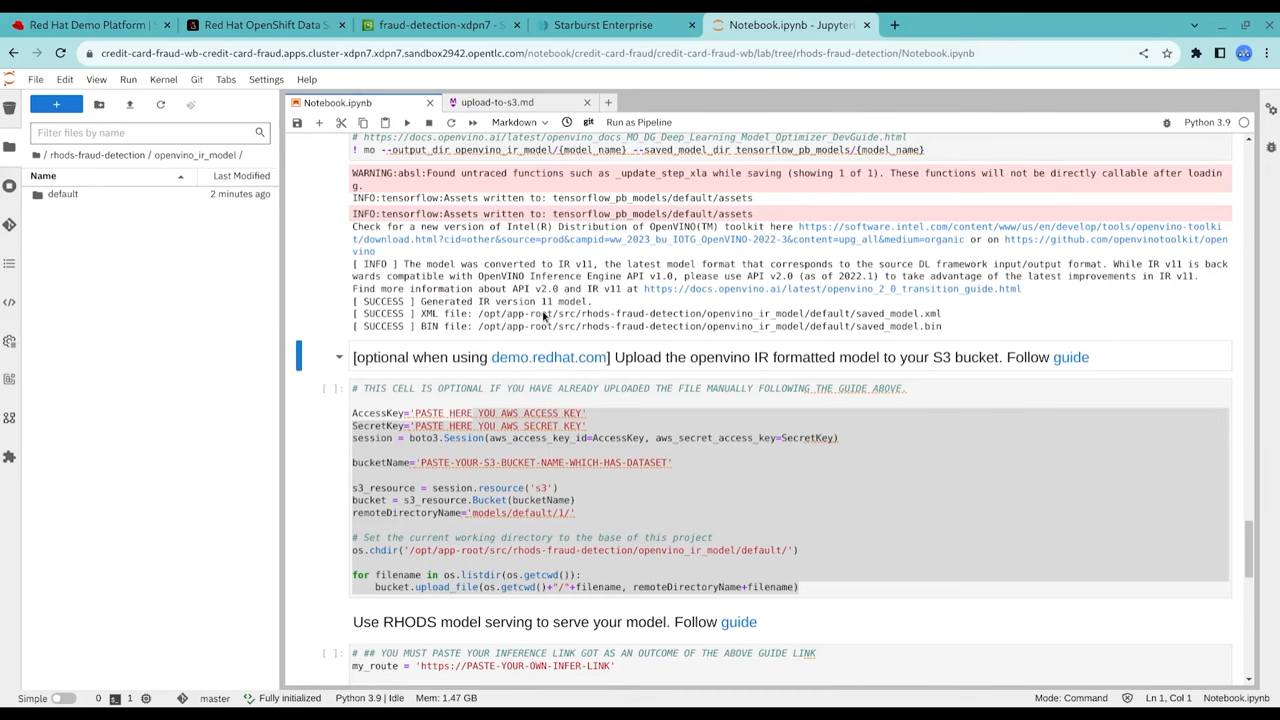 Red Hat Demo Platform |
Red Hat OpenShift Data S
fraud-detection-xdpn7 - S
Starburst Enterprise
Notebook.ipynb - Jupyterl
credit-card-fraud-wb-credit-card-fraud.apps.cluster-xdpn7.xdpn7.sandbox2942.opentlc.com/notebook/credit-card-fraud/credit-card-fraud-wb/lab/tree/rhods-fraud-detection/Notebook.ipynb
File Edit View Run Kernel Git Tabs Settings Help
Notebook.ipynb
upload-to-s3.md
Filter files by name
Markdown git Run as Pipeline Python 3.9
/ rhods-fraud-detection / openvino_ir_model /
Name Last Modified
default 2 minutes ago
# https://docs.openvino.ai/latest/openvino_docs_MO_DG_Deep_Learning_Model_Optimizer_DevGuide.html
! mo --output_dir openvino_ir_model/{model_name} --saved_model_dir tensorflow_pb_models/{model_name}
WARNING:absl:Found untraced functions such as _update_step_xla while saving (showing 1 of 1). These functions will not be directly callable after loadin
g.
INFO:tensorflow:Assets written to: tensorflow_pb_models/default/assets
INFO:tensorflow:Assets written to: tensorflow_pb_models/default/assets
Check for a new version of Intel(R) Distribution of OpenVINO(TM) toolkit here https://software.intel.com/content/www/us/en/develop/tools/openvino-toolki
t/download.html?cid=other&source=prod&campid=ww_2023_bu_IOTG_OpenVINO-2022-3&content=upg_all&medium=organic or on https://github.com/openvinotoolkit/open
vino
[ INFO ] The model was converted to IR v11, the latest model format that corresponds to the source DL framework input/output format. While IR v11 is back
wards compatible with OpenVINO Inference Engine API v1.0, please use API v2.0 (as of 2022.1) to take advantage of the latest improvements in IR v11.
Find more information about API v2.0 and IR v11 at https://docs.openvino.ai/latest/openvino_2_0_transition_guide.html
[ SUCCESS ] Generated IR version 11 model.
[ SUCCESS ] XML file: /opt/app-root/src/rhods-fraud-detection/openvino_ir_model/default/saved_model.xml
[ SUCCESS ] BIN file: /opt/app-root/src/rhods-fraud-detection/openvino_ir_model/default/saved_model.bin
[optional when using demo.redhat.com] Upload the openvino IR formatted model to your S3 bucket. Follow guide
[ ]: # THIS CELL IS OPTIONAL IF YOU HAVE ALREADY UPLOADED THE FILE MANUALLY FOLLOWING THE GUIDE ABOVE.
AccessKey='PASTE HERE YOU AWS ACCESS KEY'
SecretKey='PASTE HERE YOU AWS SECRET KEY'
session = boto3.Session(aws_access_key_id=AccessKey, aws_secret_access_key=SecretKey)
bucketName='PASTE-YOUR-S3-BUCKET-NAME-WHICH-HAS-DATASET'
s3_resource = session.resource('s3')
bucket = s3_resource.Bucket(bucketName)
remoteDirectoryName='models/default/1/'
# Set the current working directory to the base of this project
os.chdir('/opt/app-root/src/rhods-fraud-detection/openvino_ir_model/default/')
for filename in os.listdir(os.getcwd()):
bucket.upload_file(os.getcwd()+"/"+filename, remoteDirectoryName+filename)
Use RHODS model serving to serve your model. Follow guide
[ ]: # ## YOU MUST PASTE YOUR INFERENCE LINK GOT AS AN OUTCOME OF THE ABOVE GUIDE LINK
my_route = 'https://PASTE-YOUR-OWN-INFER-LINK'
Simple 0 1 master Fully initialized Python 3.9 | Idle Mem: 1.47 GB Mode: Command Ln 1, Col 1 Notebook.ipynb